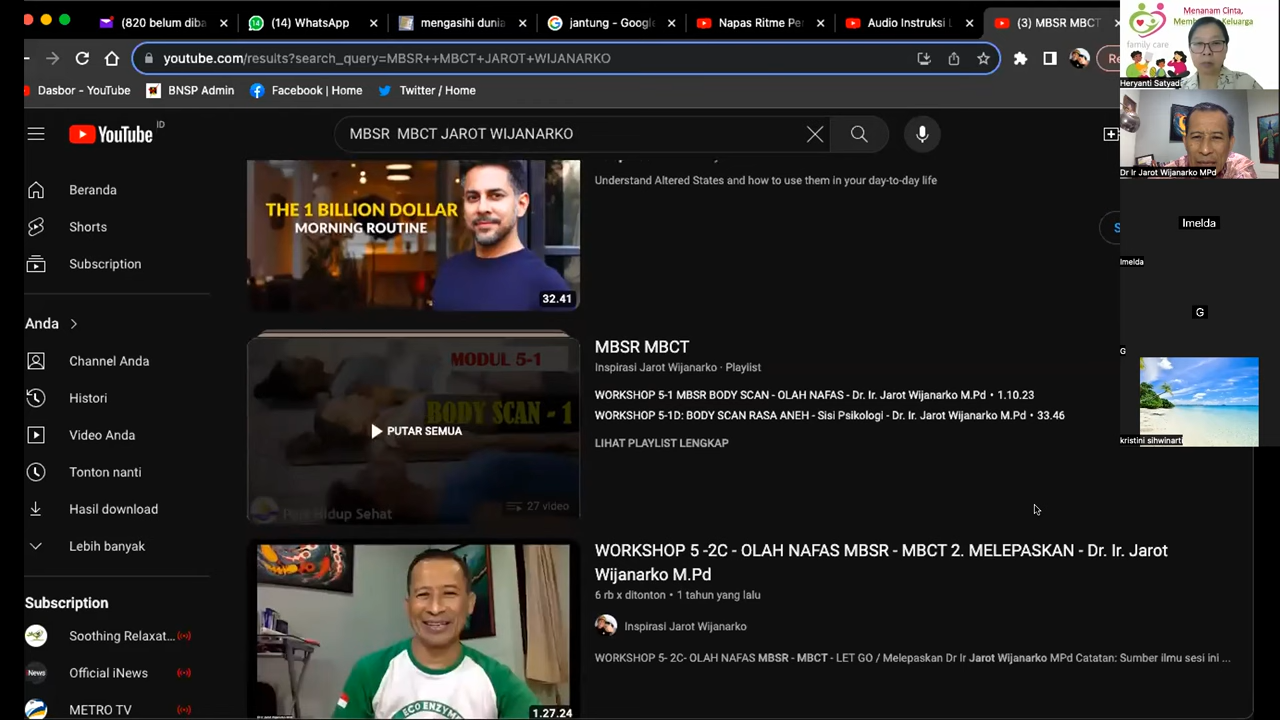 (820 belum diba
(14) WhatsApp
mengasihi dunia
jantung - Google
Napas Ritme Per
Audio Instruksi L
(3) MBSR MBCT
youtube.com/results?search_query=MBSR++MBCT+JAROT+WIJANARKO
Dasbor - YouTube
BNSP Admin
Facebook | Home
Twitter / Home
YouTube ID
MBSR MBCT JAROT WIJANARKO
Beranda
Shorts
Subscription
Anda
Channel Anda
Histori
Video Anda
Tonton nanti
Hasil download
Lebih banyak
Subscription
Soothing Relaxat...
Official iNews
METRO TV
THE 1 BILLION DOLLAR
MORNING ROUTINE
32.41
Understand Altered States and how to use them in your day-to-day life
MODUL 5-1
BODY SCAN - 1
PUTAR SEMUA
Hidup Sehat
27 video
MBSR MBCT
Inspirasi Jarot Wijanarko · Playlist
WORKSHOP 5-1 MBSR BODY SCAN - OLAH NAFAS - Dr. Ir. Jarot Wijanarko M.Pd • 1.10.23
WORKSHOP 5-1D: BODY SCAN RASA ANEH - Sisi Psikologi - Dr. Ir. Jarot Wijanarko M.Pd • 33.46
LIHAT PLAYLIST LENGKAP
ECO ENZYM
1.27.24
WORKSHOP 5 -2C - OLAH NAFAS MBSR - MBCT 2. MELEPASKAN - Dr. Ir. Jarot
Wijanarko M.Pd
6 rb x ditonton • 1 tahun yang lalu
Inspirasi Jarot Wijanarko
WORKSHOP 5- 2C- OLAH NAFAS MBSR - MBCT - LET GO / Melepaskan Dr Ir Jarot Wijanarko MPd Catatan: Sumber ilmu sesi ini ...
Menanam Cinta,
Keluarga
family care
Heryanti Satyadi
Dr Ir Jarot Wijanarko MPd
Imelda
Imelda
G
G
kristini sihwinarti